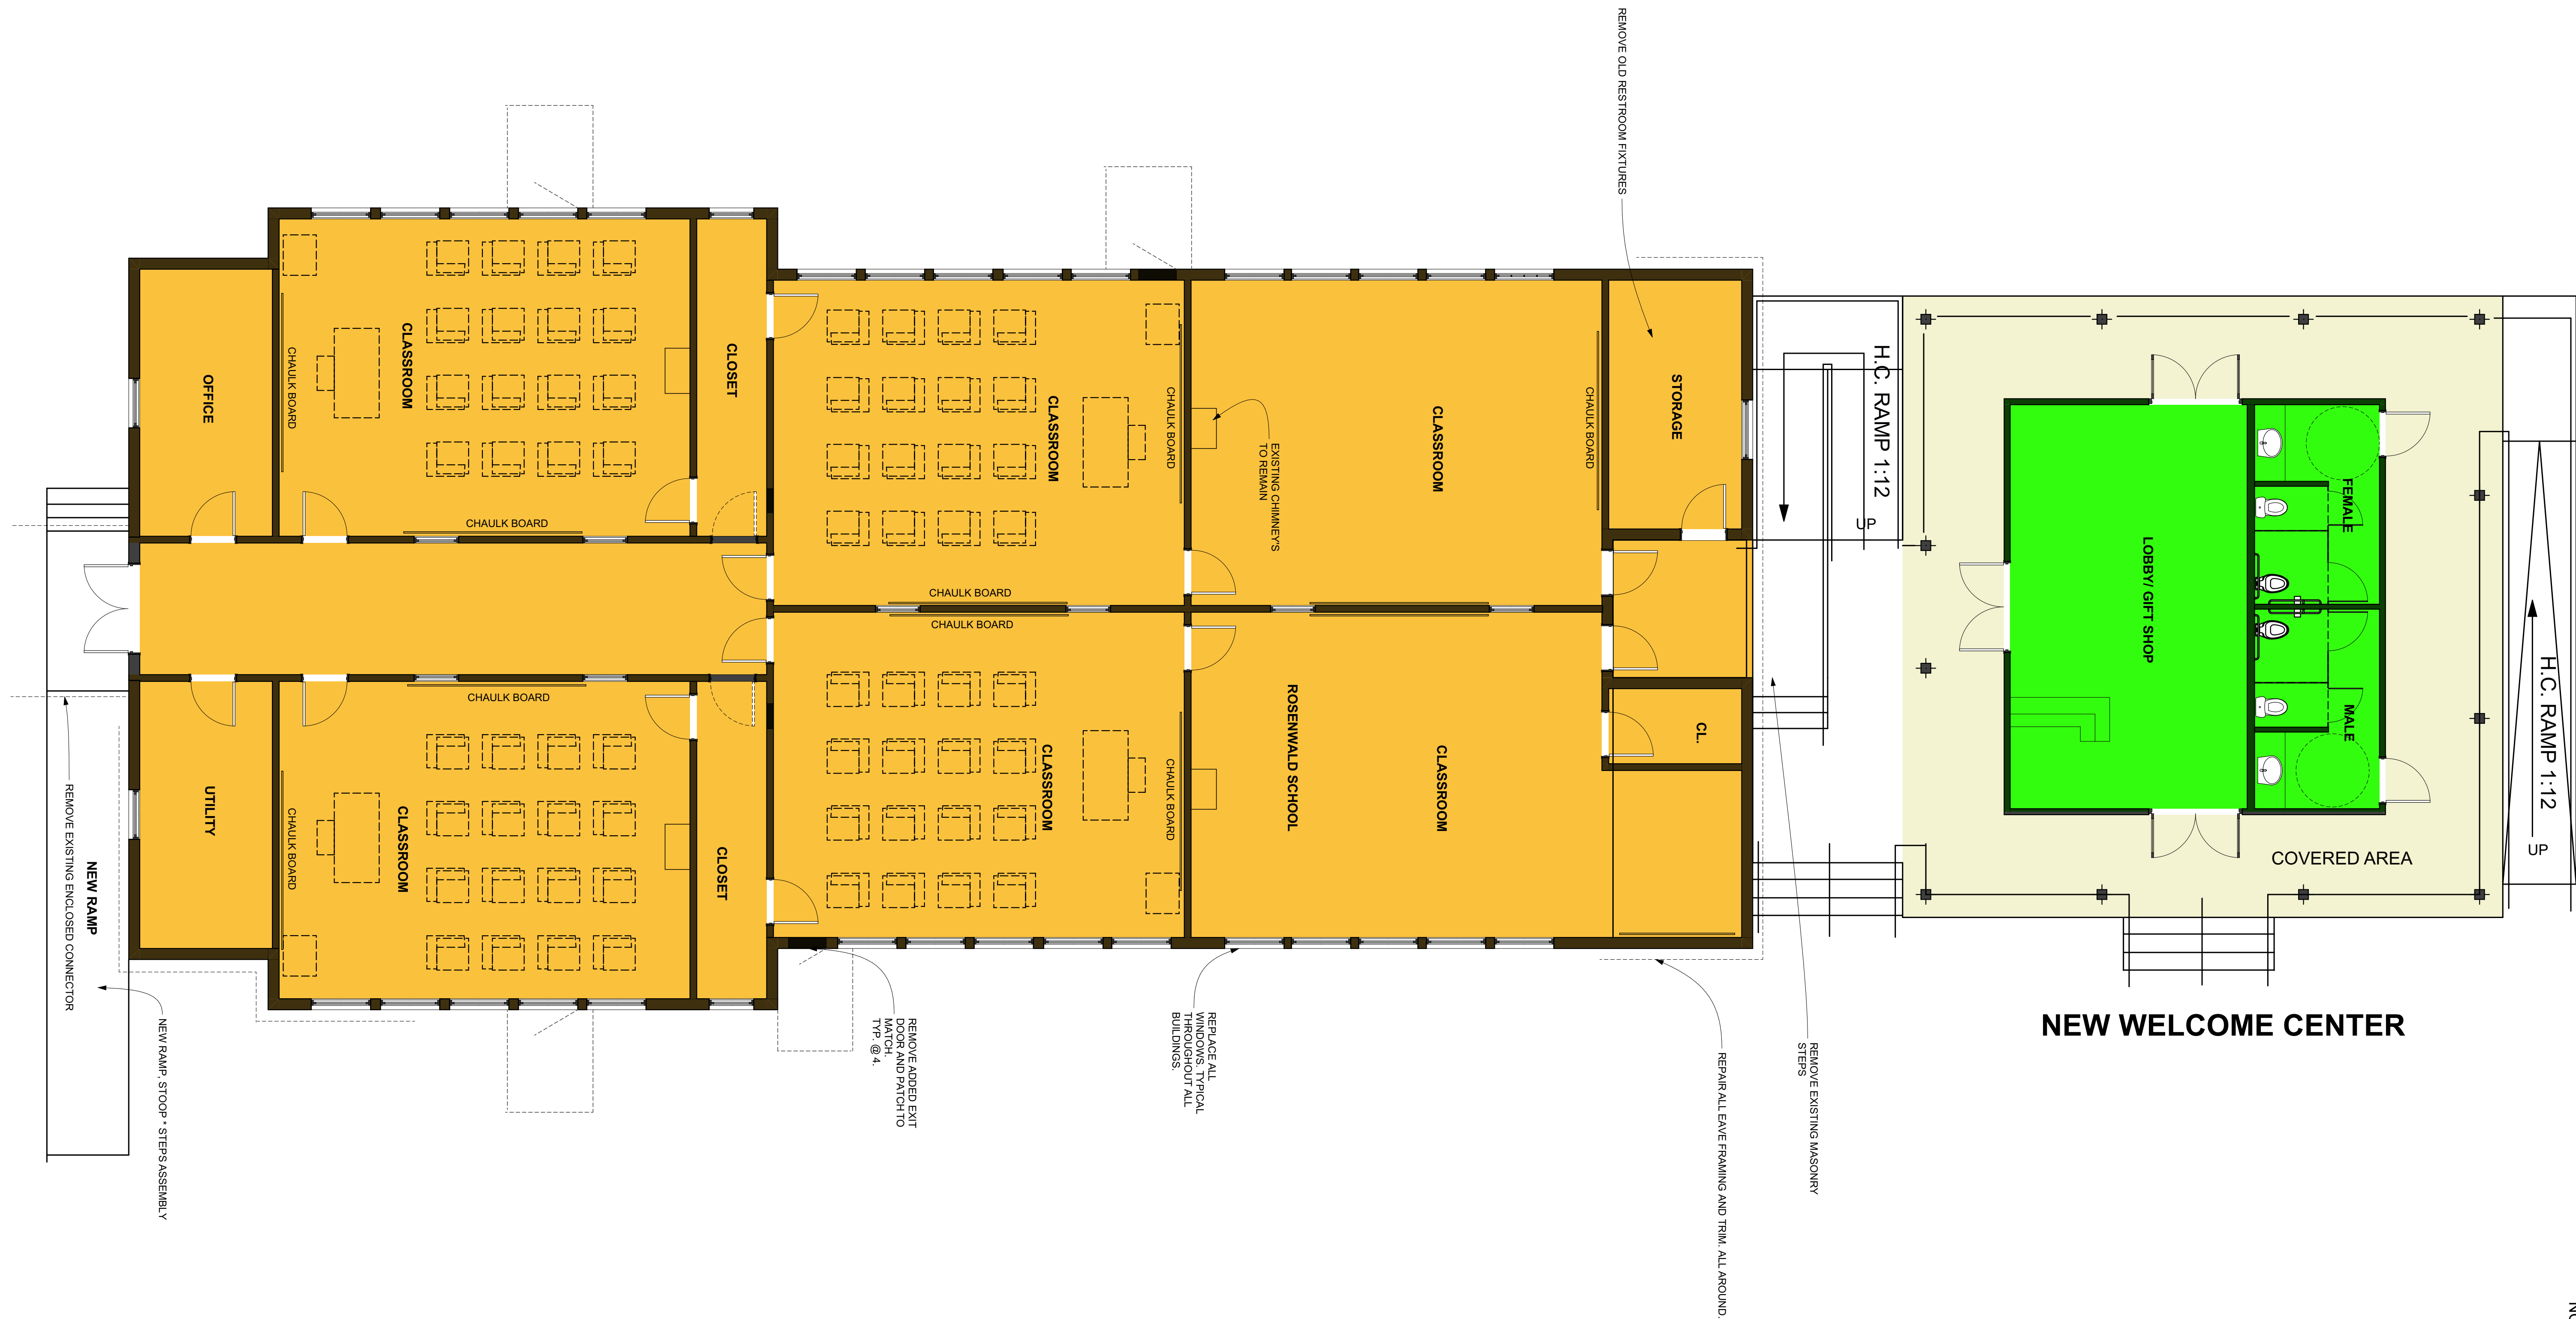 REMOVE OLD RESTROOM FIXTURES
OFFICE
CHAULK BOARD
CLASSROOM
CLOSET
CHAULK BOARD
CLASSROOM
CHAULK BOARD
CHAULK BOARD
EXISTING CHIMNEY'S
TO REMAIN
CLASSROOM
CHAULK BOARD
STORAGE
H.C. RAMP 1:12
UP
LOBBY/ GIFT SHOP
FEMALE
MALE
H.C. RAMP 1:12
UP
COVERED AREA
NEW WELCOME CENTER
UTILITY
CHAULK BOARD
CHAULK BOARD
CLASSROOM
CLOSET
CHAULK BOARD
CLASSROOM
CHAULK BOARD
ROSENWALD SCHOOL
CLASSROOM
CL.
NEW RAMP
REMOVE EXISTING ENCLOSED CONNECTOR
NEW RAMP, STOOP * STEPS ASSEMBLY
REMOVE ADDED EXIT
DOOR AND PATCH TO
MATCH.
TYP. @ 4.
REPLACE ALL
WINDOWS. TYPICAL
THROUGHOUT ALL
BUILDINGS.
REPAIR ALL EAVE FRAMING AND TRIM. ALL AROUND.
REMOVE EXISTING MASONRY
STEPS